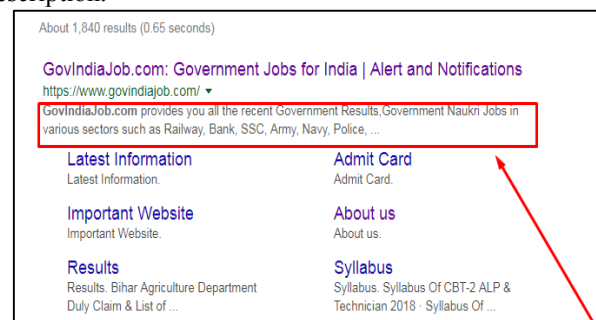 escription.
About 1,840 results (0.65 seconds)
GovIndiaJob.com: Government Jobs for India | Alert and Notifications
https://www.govindiajob.com/
GovIndiaJob.com provides you all the recent Government Results,Government Naukri Jobs in
various sectors such as Railway, Bank, SSC, Army, Navy, Police, ...
Latest Information
Latest Information.
Admit Card
Admit Card.
Important Website
Important Website.
About us
About us.
Results
Results. Bihar Agriculture Department
Duly Claim & List of ...
Syllabus
Syllabus. Syllabus Of CBT-2 ALP &
Technician 2018 · Syllabus Of ...